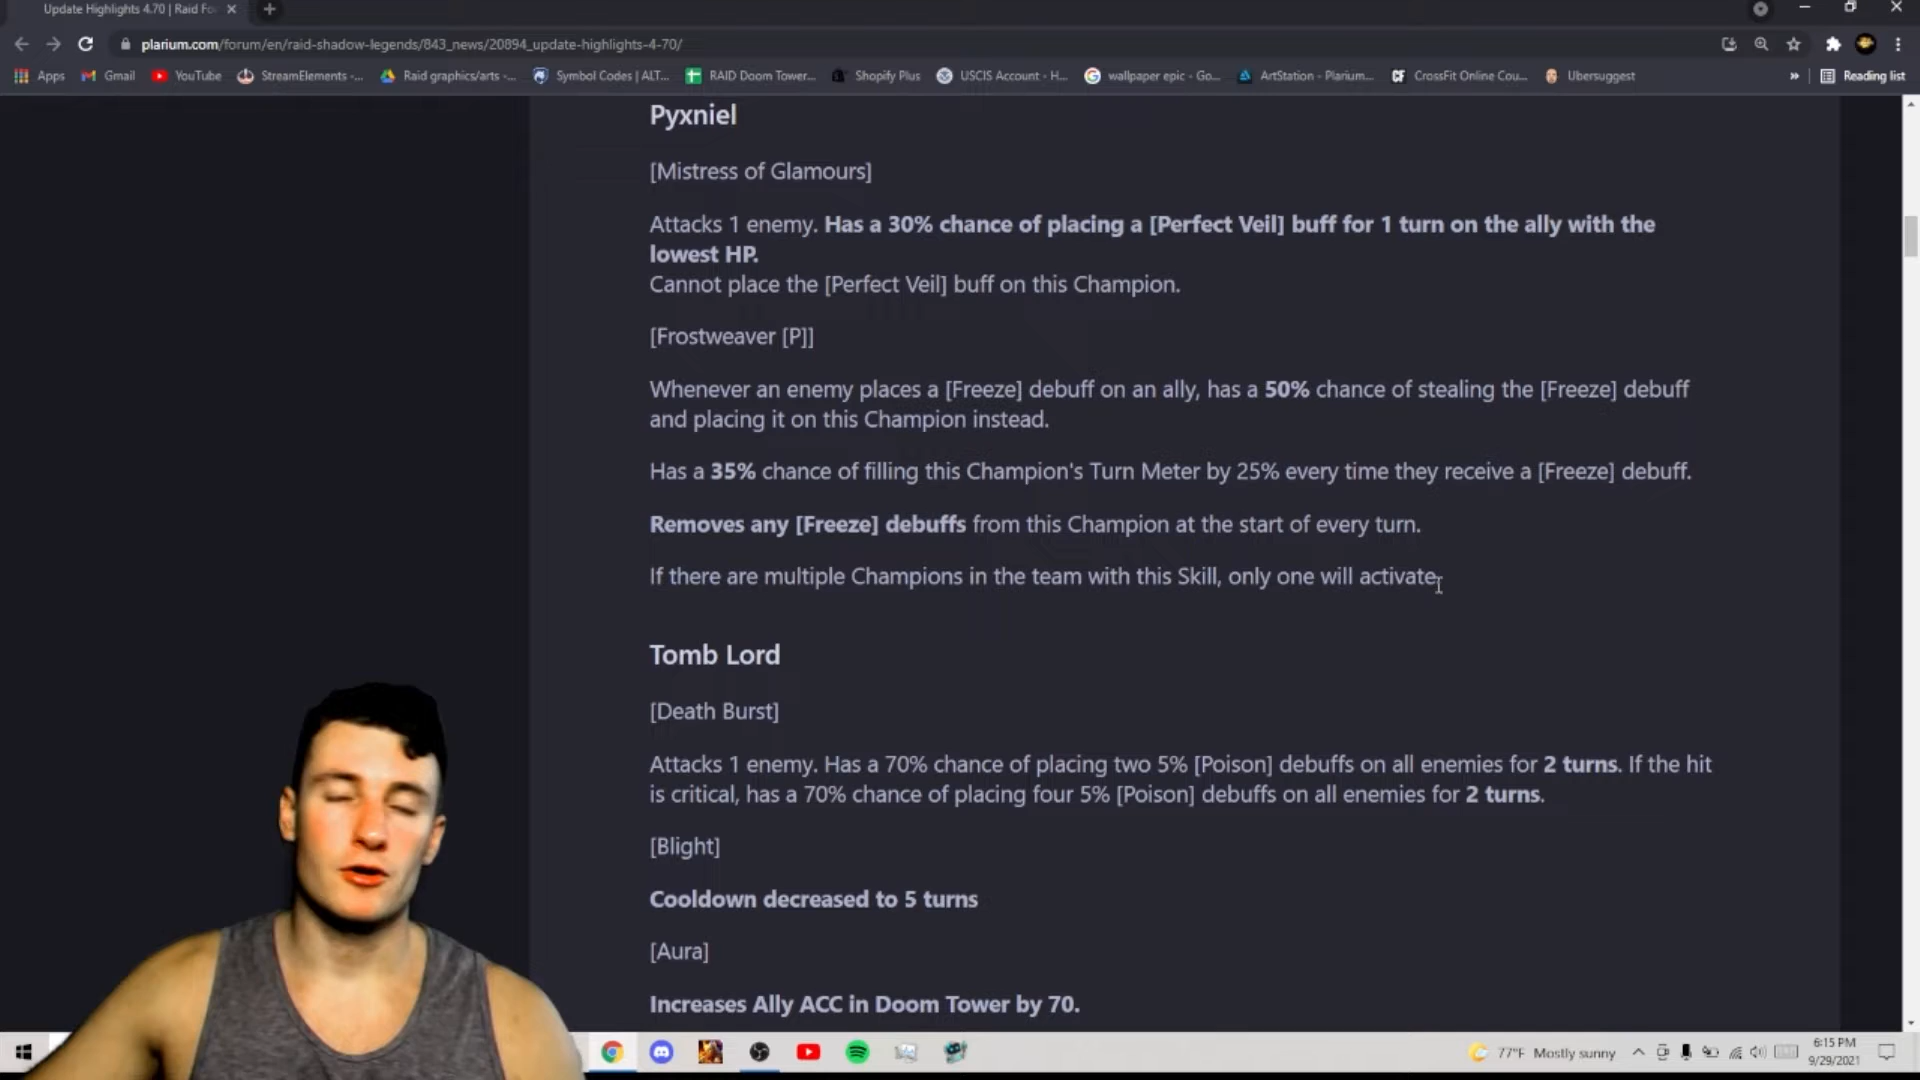 Update Highlights 4.70 | Raid Fo
plarium.com/forum/en/raid-shadow-legends/843_news/20894_update-highlights-4-70/
Apps Gmail YouTube StreamElements -... Raid graphics/arts -... Symbol Codes | ALT... RAID Doom Tower... Shopify Plus USCIS Account - H... wallpaper epic - Go... ArtStation - Plarium... CrossFit Online Cou... Ubersuggest » Reading list
Pyxniel
[Mistress of Glamours]
Attacks 1 enemy. Has a 30% chance of placing a [Perfect Veil] buff for 1 turn on the ally with the
lowest HP.
Cannot place the [Perfect Veil] buff on this Champion.
[Frostweaver [P]]
Whenever an enemy places a [Freeze] debuff on an ally, has a 50% chance of stealing the [Freeze] debuff
and placing it on this Champion instead.
Has a 35% chance of filling this Champion's Turn Meter by 25% every time they receive a [Freeze] debuff.
Removes any [Freeze] debuffs from this Champion at the start of every turn.
If there are multiple Champions in the team with this Skill, only one will activate.
Tomb Lord
[Death Burst]
Attacks 1 enemy. Has a 70% chance of placing two 5% [Poison] debuffs on all enemies for 2 turns. If the hit
is critical, has a 70% chance of placing four 5% [Poison] debuffs on all enemies for 2 turns.
[Blight]
Cooldown decreased to 5 turns
[Aura]
Increases Ally ACC in Doom Tower by 70.
77°F Mostly sunny
6:15 PM
9/29/2021